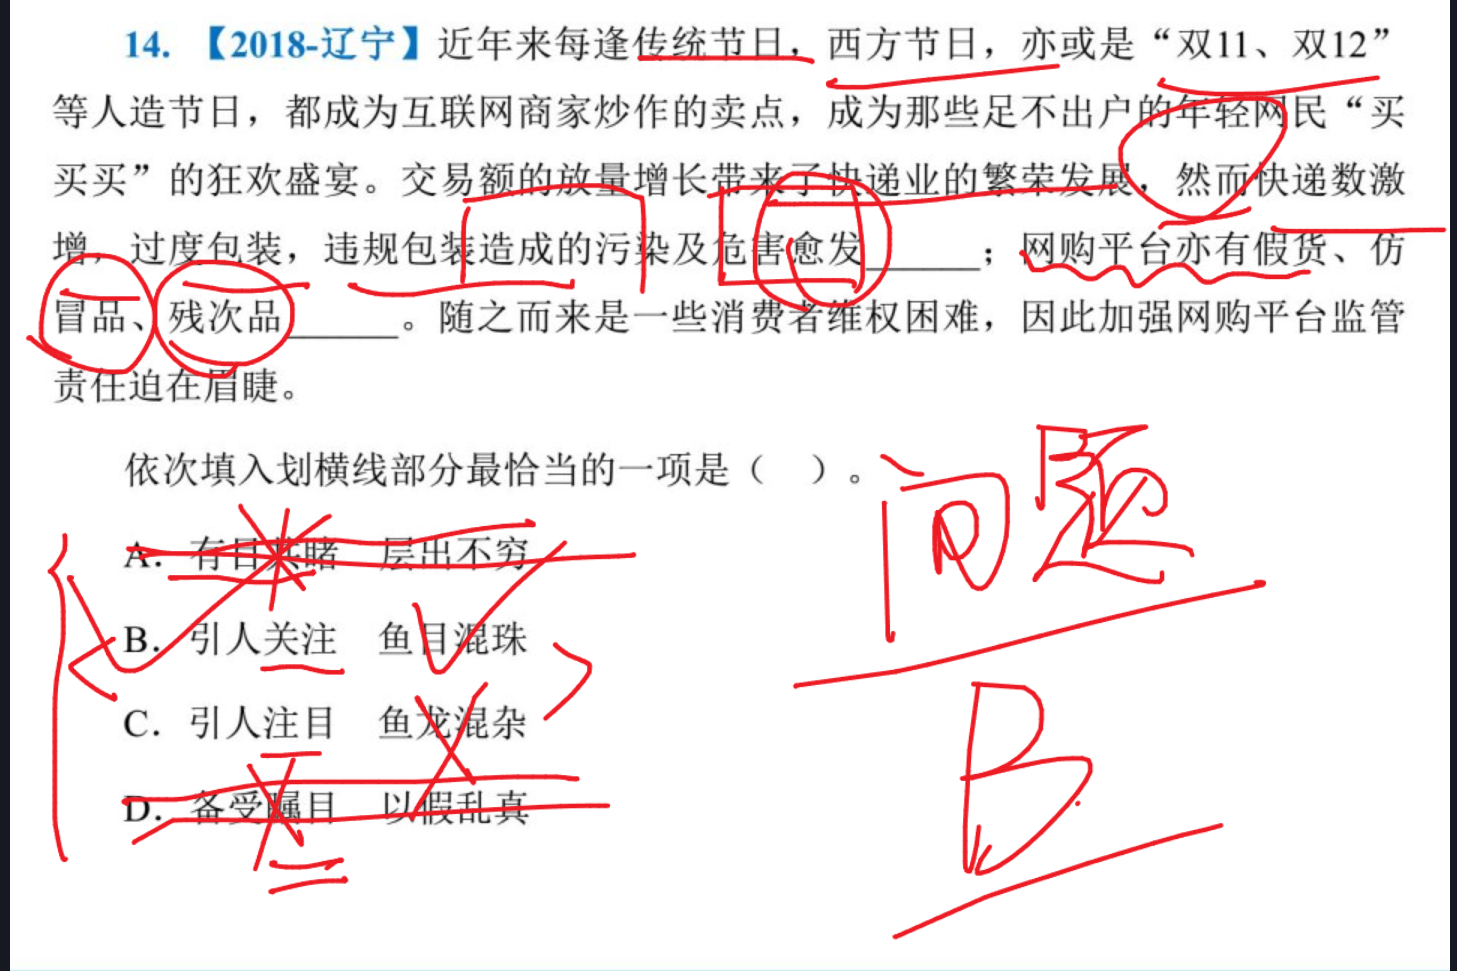 14. 【2018-辽宁】近年来每逢传统节日，西方节日，亦或是“双11、双12”
等人造节日，都成为互联网商家炒作的卖点，成为那些足不出户的年轻网民“买
买买”的狂欢盛宴。交易额的放量增长带来了快递业的繁荣发展，然而快递数激
增，过度包装，违规包装造成的污染及危害愈发______；网购平台亦有假货、仿
冒品、残次品______。随之而来是一些消费者维权困难，因此加强网购平台监管
责任迫在眉睫。
依次填入划横线部分最恰当的一项是（ ）。
A. 有目共睹 层出不穷
B. 引人关注 鱼目混珠
C. 引人注目 鱼龙混杂
D. 备受瞩目 以假乱真
问题
B